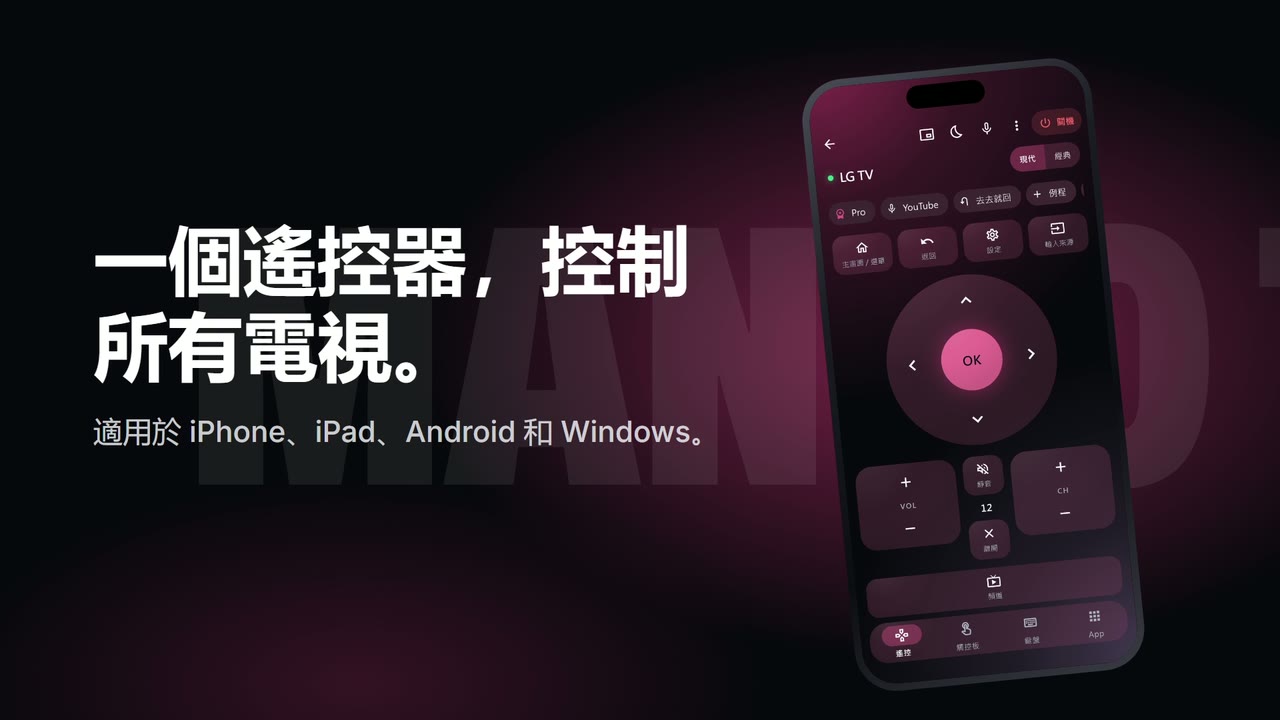 一個遙控器，控制
所有電視。
適用於 iPhone、iPad、Android 和 Windows。
關機
LG TV
現代 經典
Pro YouTube 去去就回 例程
主畫面 / 選單 返回 設定 輸入來源
OK
VOL 靜音 CH
12
離開
頻道
遙控 觸控板 鍵盤 App